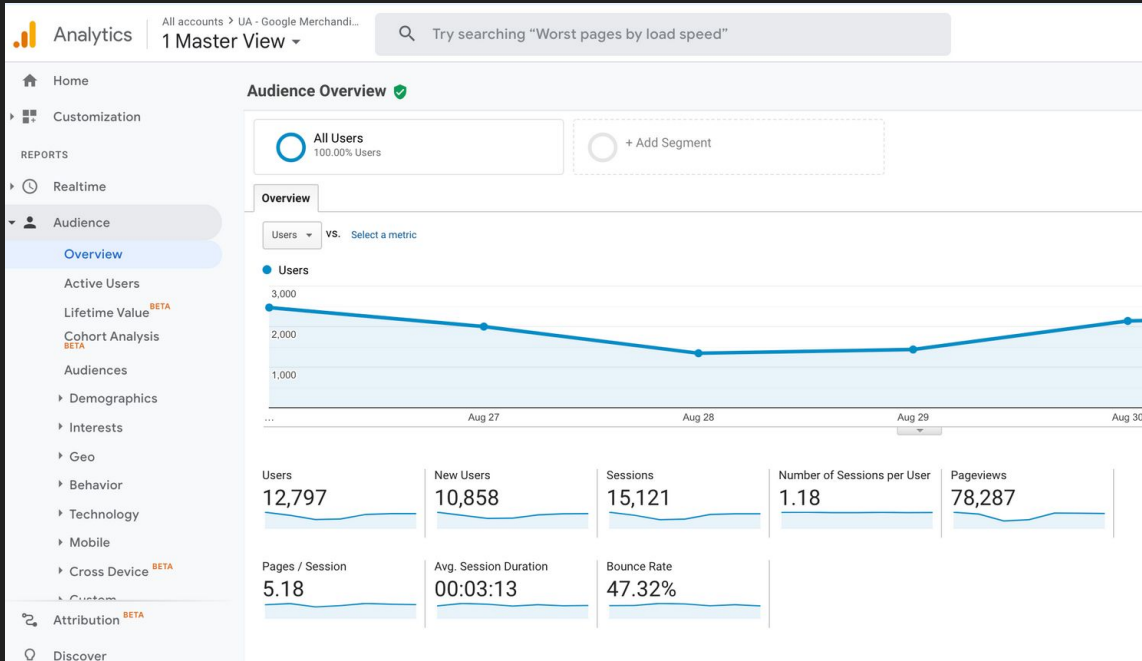 Analytics
All accounts > UA - Google Merchandi...
1 Master View
Try searching “Worst pages by load speed”
Home
Customization
REPORTS
Realtime
Audience
Overview
Active Users
Lifetime Value BETA
Cohort Analysis
BETA
Audiences
Demographics
Interests
Geo
Behavior
Technology
Mobile
Cross Device BETA
Custom
Attribution BETA
Discover
Audience Overview
All Users
100.00% Users
+ Add Segment
Overview
Users VS. Select a metric
Users
3,000
2,000
1,000
... Aug 27 Aug 28 Aug 29 Aug 30
Users New Users Sessions Number of Sessions per User Pageviews
12,797 10,858 15,121 1.18 78,287
Pages / Session Avg. Session Duration Bounce Rate
5.18 00:03:13 47.32%